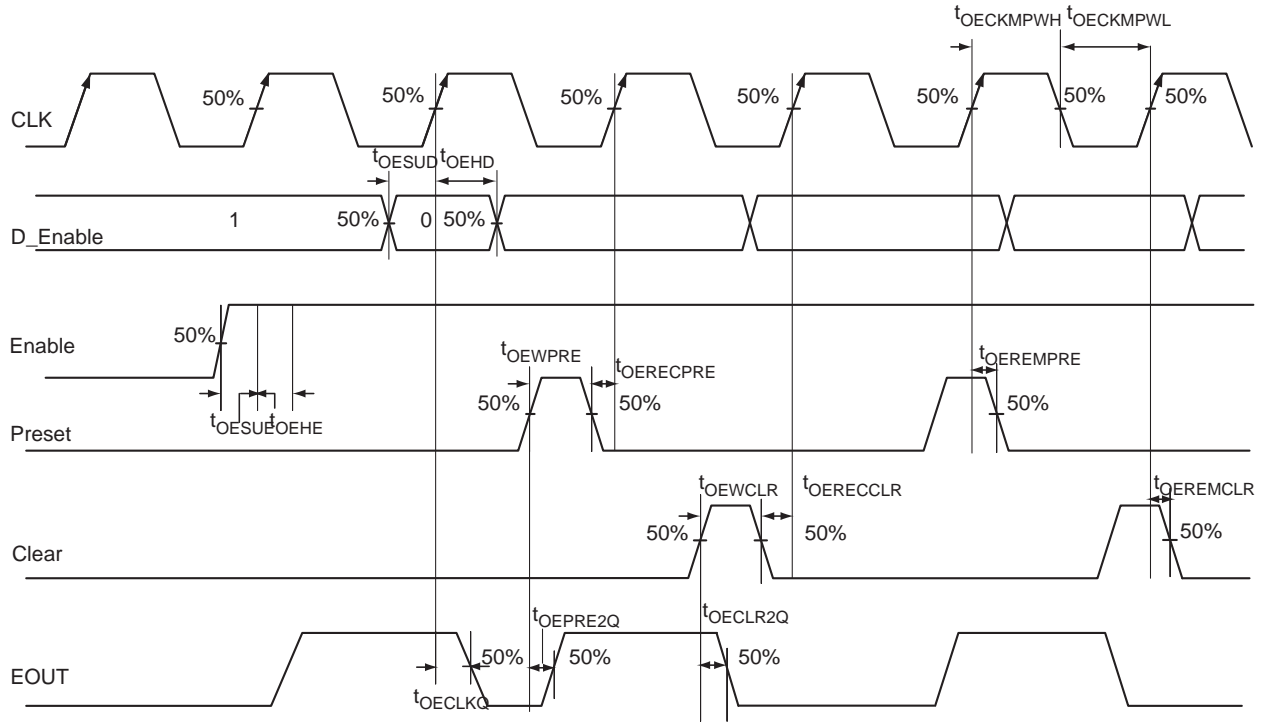 tOECKMPWH tOECKMPWL
CLK 50% 50% 50% 50% 50% 50% 50%
tOESUD tOEHD
D_Enable 1 50% 0 50%
Enable 50%
tOESUE tOEHE
tOEWPRE tOERECPRE tOEREMPRE
Preset 50% 50% 50%
tOEWCLR tOERECCLR tOEREMCLR
Clear 50% 50% 50%
tOEPRE2Q tOECLR2Q
EOUT 50% 50% 50%
tOECLKQ